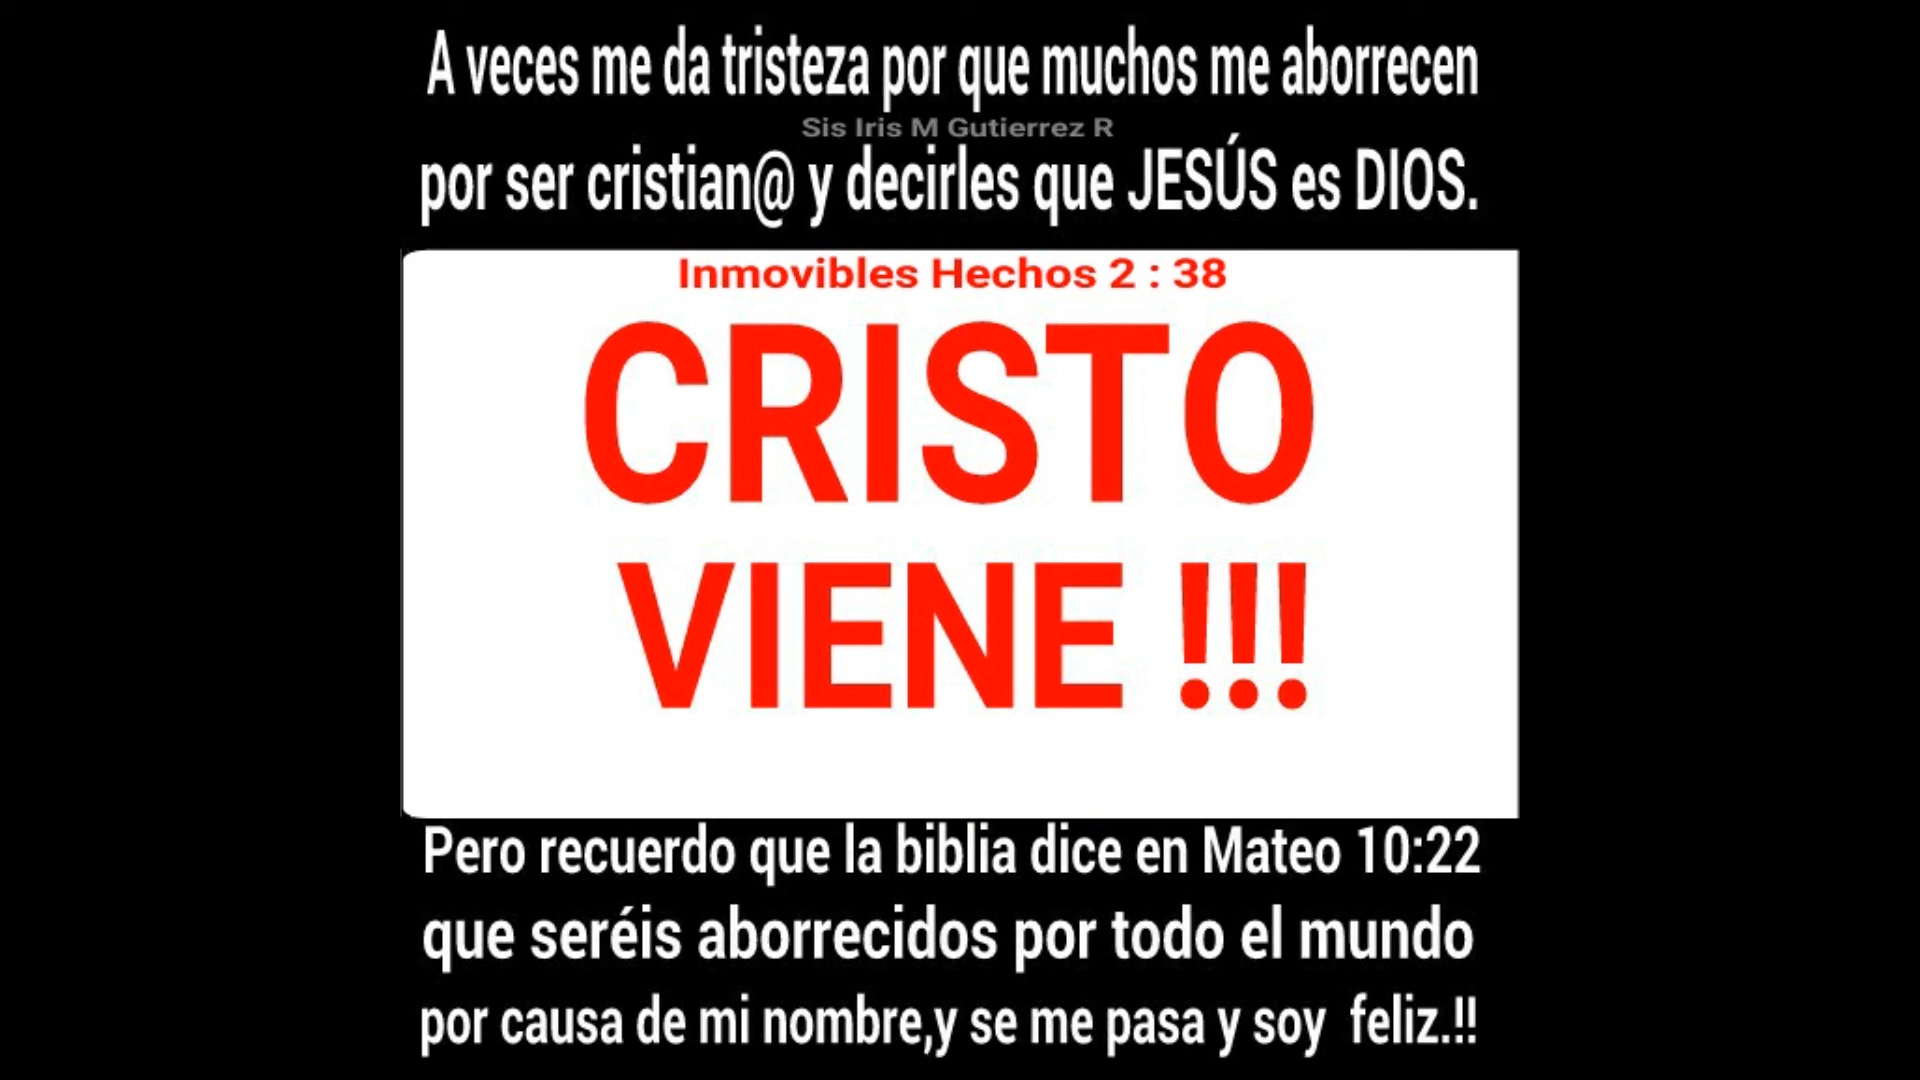 A veces me da tristeza por que muchos me aborrecen
Sis Iris M Gutierrez R
por ser cristian@ y decirles que JESÚS es DIOS.
Inmovibles Hechos 2 : 38
CRISTO
VIENE !!!
Pero recuerdo que la biblia dice en Mateo 10:22
que seréis aborrecidos por todo el mundo
por causa de mi nombre,y se me pasa y soy feliz.!!